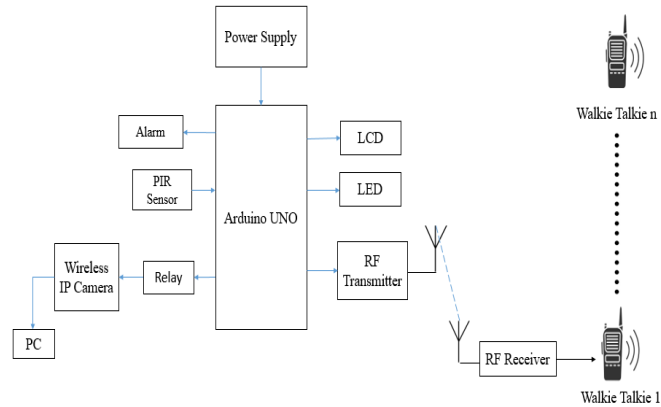 Power Supply
Walkie Talkie n
Alarm
LCD
PIR
Sensor
LED
Arduino UNO
Wireless
IP Camera
Relay
RF
Transmitter
PC
RF Receiver
Walkie Talkie 1